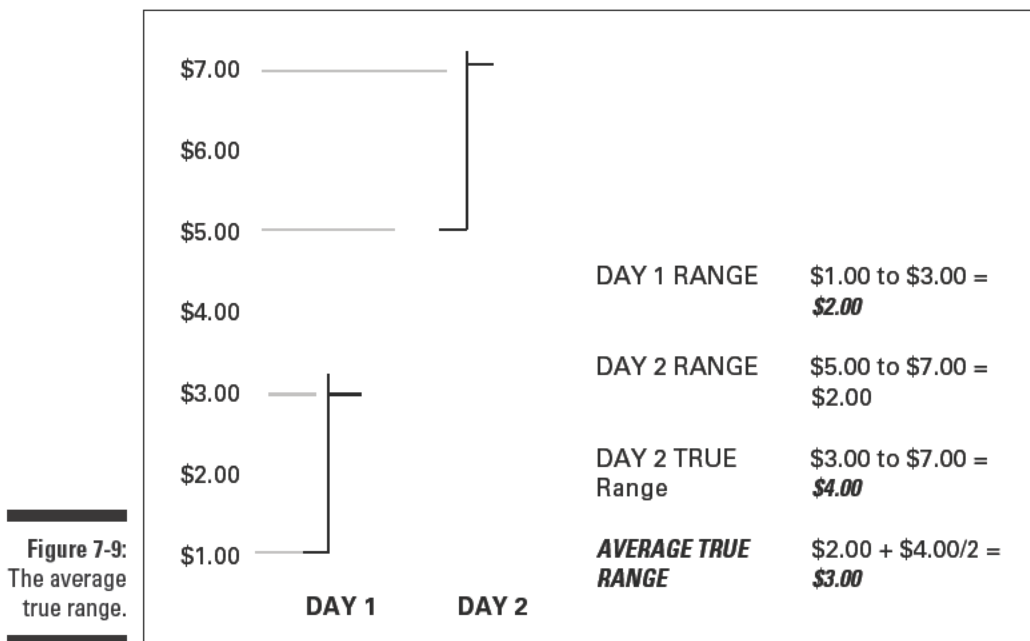 $7.00
$6.00
$5.00
$4.00
$3.00
$2.00
$1.00
DAY 1
DAY 2
DAY 1 RANGE
$1.00 to $3.00 =
$2.00
DAY 2 RANGE
$5.00 to $7.00 =
$2.00
DAY 2 TRUE
Range
$3.00 to $7.00 =
$4.00
AVERAGE TRUE
RANGE
$2.00 + $4.00/2 =
$3.00
Figure 7-9:
The average
true range.